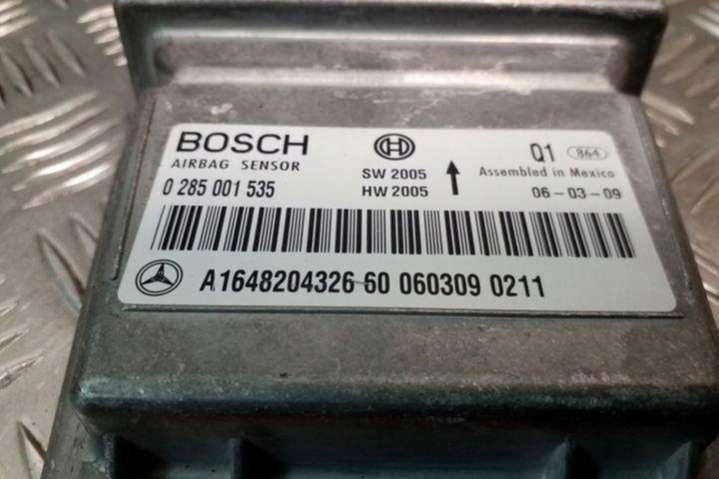 BOSCH
AIRBAG SENSOR
0 285 001 535
SW 2005
HW 2005
Q1 864
Assembled in Mexico
06-03-09
A1648204326 60 060309 0211